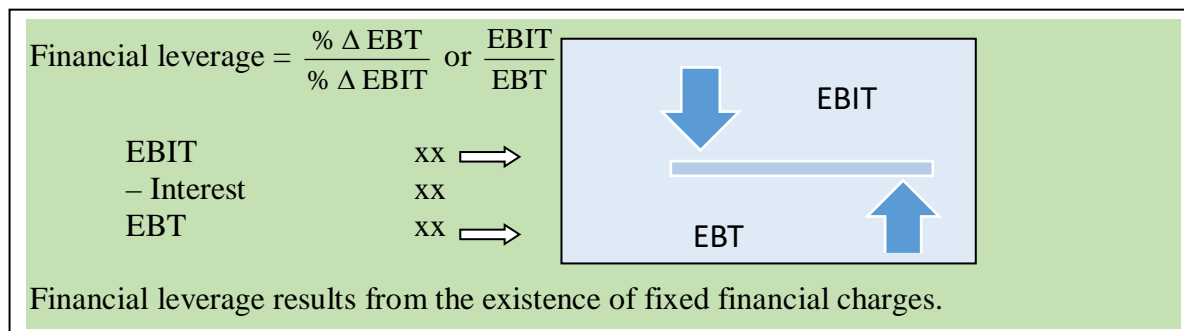 Financial leverage = % Δ EBT / % Δ EBIT or EBIT / EBT
EBIT xx
– Interest xx
EBT xx
EBIT
EBT
Financial leverage results from the existence of fixed financial charges.